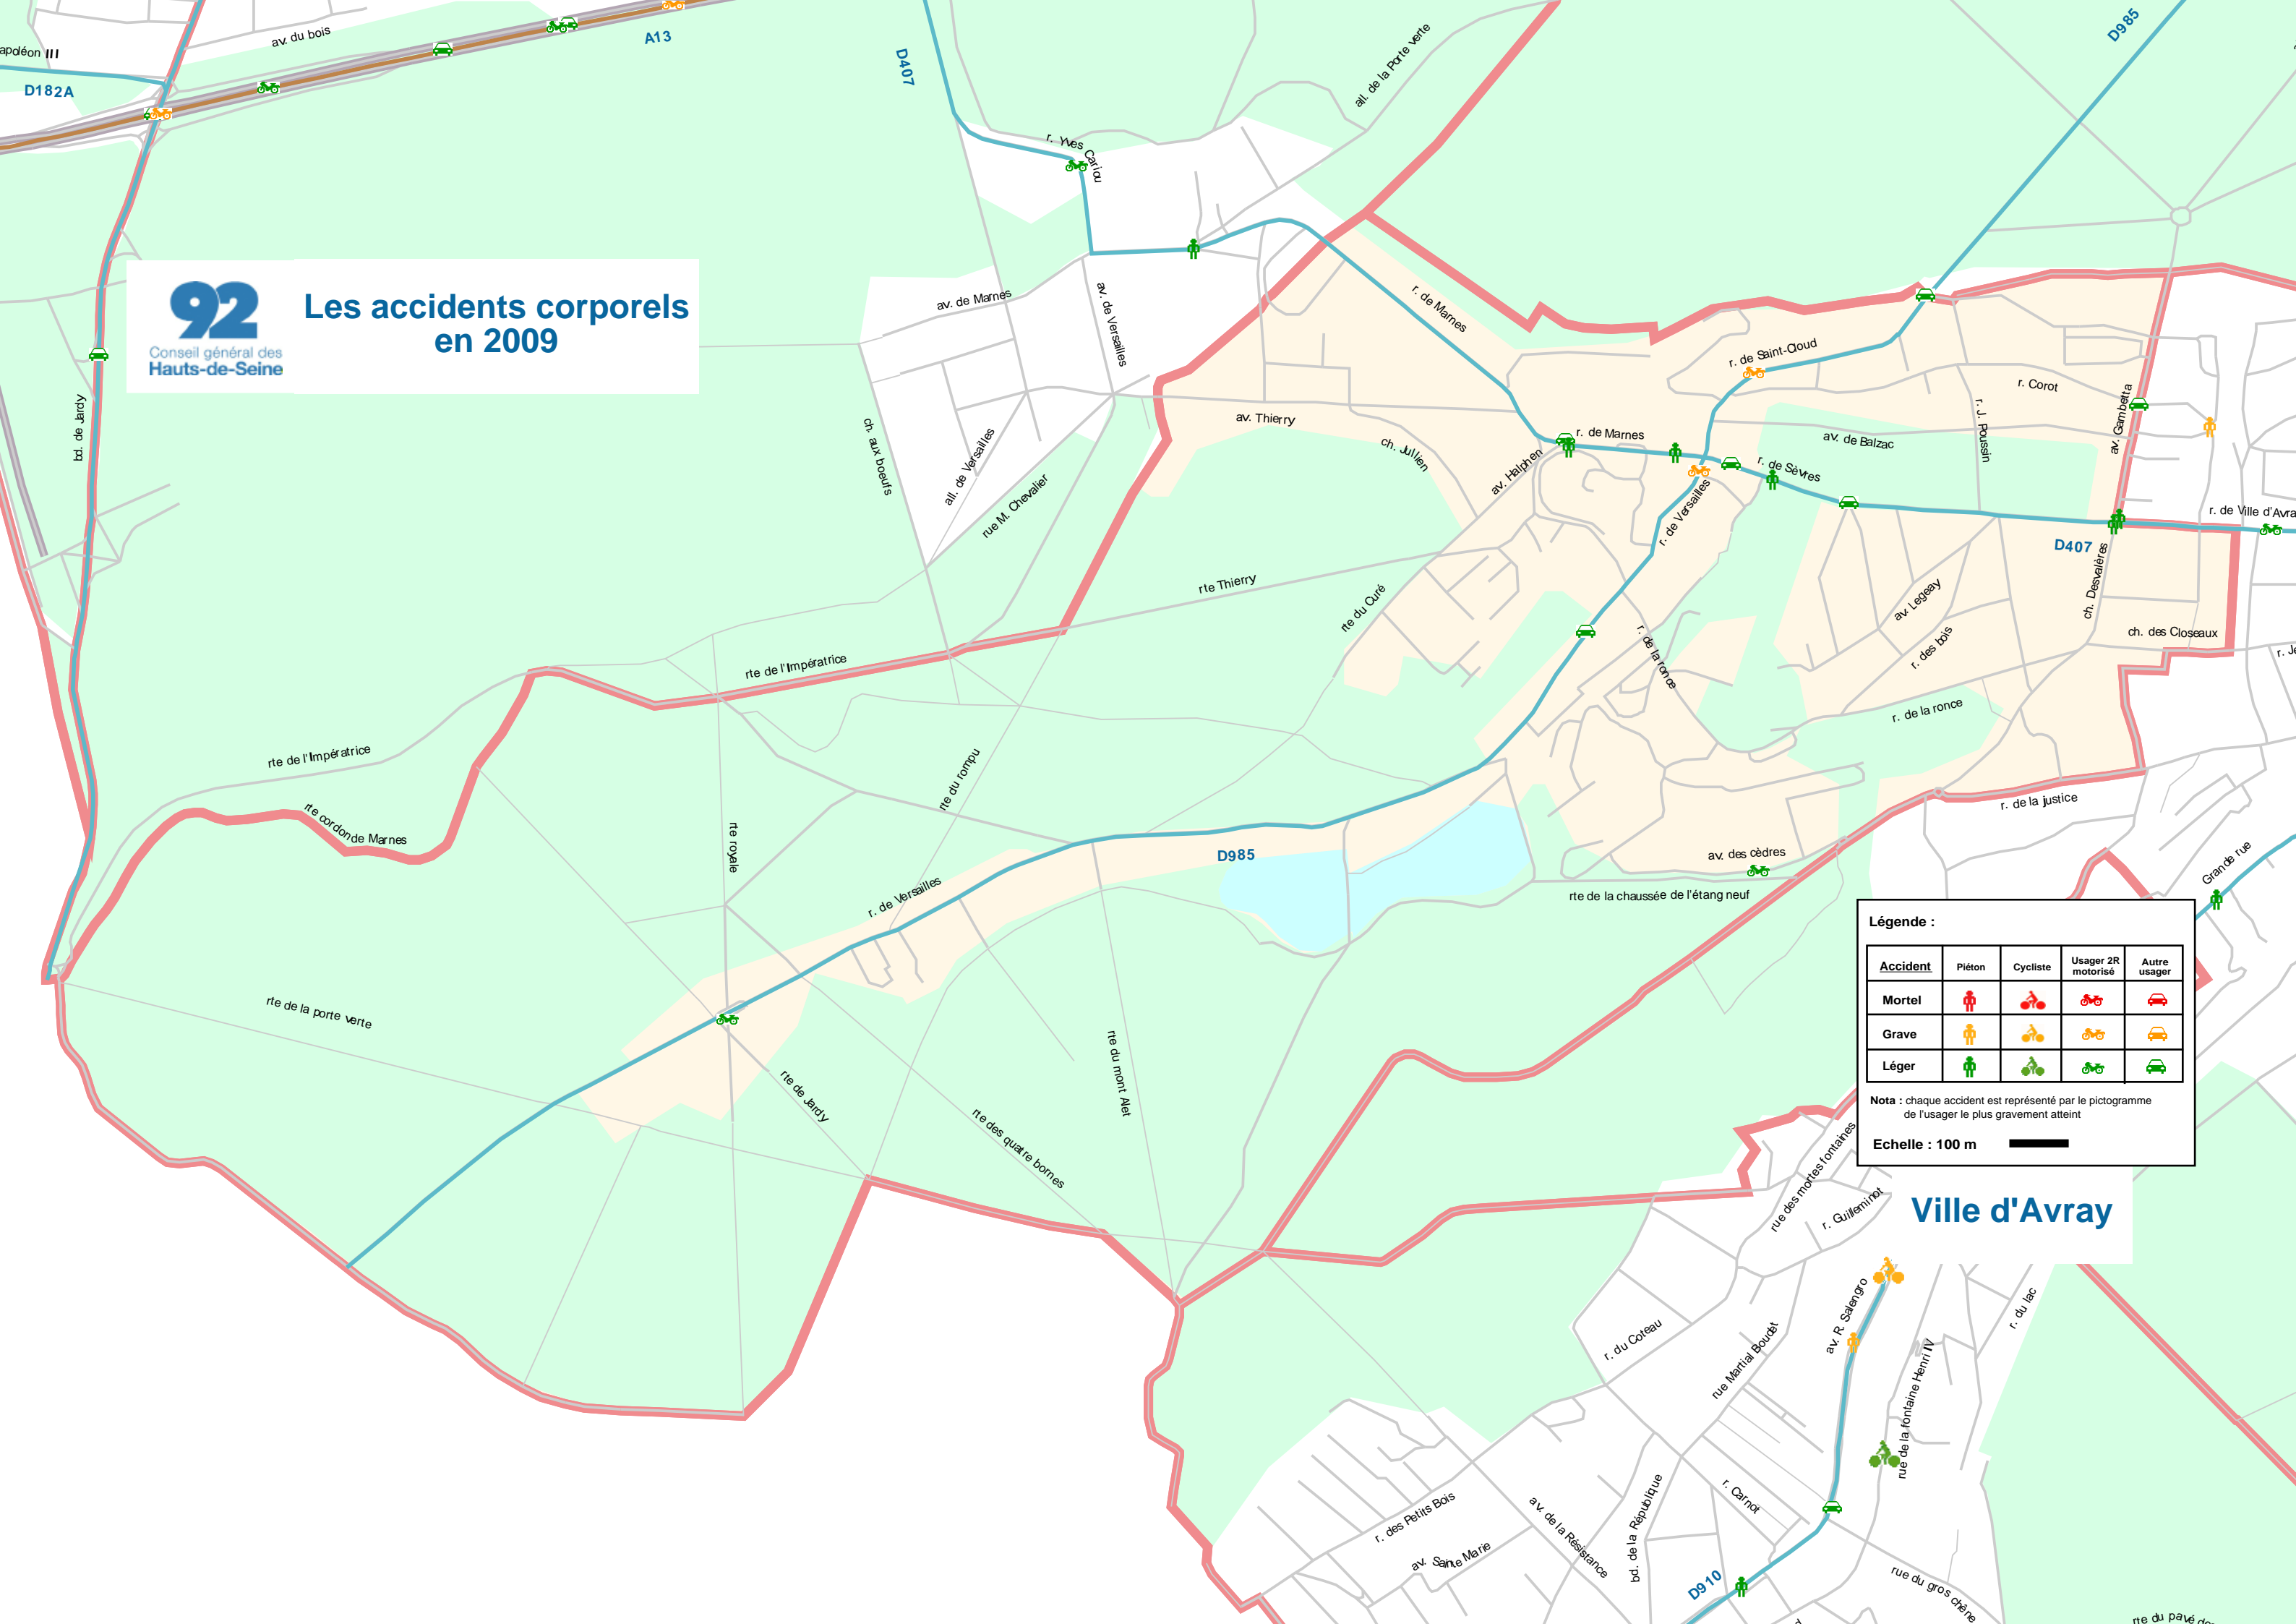 apoléon III
av. du bois
A13
D182A
D407
all. de la Porte verte
D985
r. Yves Cariou
92
Conseil général des
Hauts-de-Seine
Les accidents corporels
en 2009
av. de Marnes
av. de Versailles
r. de Marnes
r. de Saint-Cloud
r. Corot
r. J. Poussin
av. Gambetta
bd. de Jardy
ch. aux boeufs
all. de Versailles
rue M. Chevalier
av. Thierry
ch. Jullien
av. Halphen
r. de Marnes
av. de Balzac
r. de Sèvres
r. de Versailles
r. de Ville d'Avra
D407
rte Thierry
rte du Curé
r. de la ronce
av. Legeay
r. des bois
ch. Desvalères
ch. des Closeaux
r. Je
rte de l'Impératrice
r. de la ronce
rte de l'Impératrice
rte du rompu
rte cordon de Marnes
rte royale
r. de la justice
D985
av. des cèdres
Grande rue
r. de Versailles
rte de la chaussée de l'étang neuf
rte de la porte verte
rte de Jardy
rte du mont Alet
rte des quatre bornes
Légende :
Accident Piéton Cycliste Usager 2R motorisé Autre usager
Mortel
Grave
Léger
Nota : chaque accident est représenté par le pictogramme
de l'usager le plus gravement atteint
Echelle : 100 m
rue des mortes fontaines
r. Guilleminot
Ville d'Avray
r. du Coteau
rue Martial Boudet
av. R. Salengro
rue de la fontaine Henri IV
r. du lac
r. des Petits Bois
av. Sainte Marie
av. de la Résistance
bd. de la République
r. Carnot
D910
rue du gros chêne
rte du pavé de